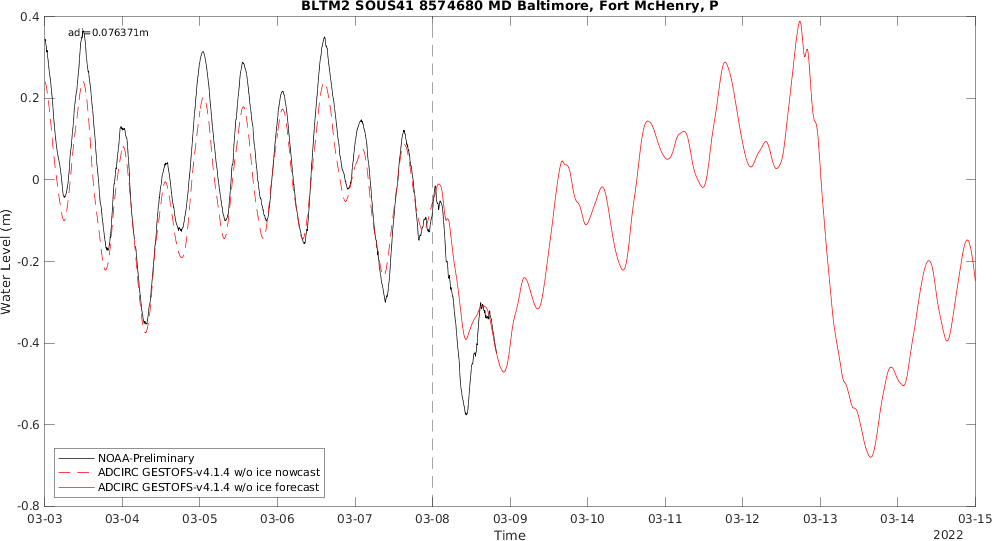 BLTM2 SOUS41 8574680 MD Baltimore, Fort McHenry, P
adj=0.076371m
0.4
0.2
0
-0.2
-0.4
-0.6
-0.8
Water Level (m)
NOAA-Preliminary
ADCIRC GESTOFS-v4.1.4 w/o ice nowcast
ADCIRC GESTOFS-v4.1.4 w/o ice forecast
03-03 03-04 03-05 03-06 03-07 03-08 03-09 03-10 03-11 03-12 03-13 03-14 03-15
Time
2022